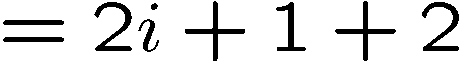 = 2i + 1 + 2